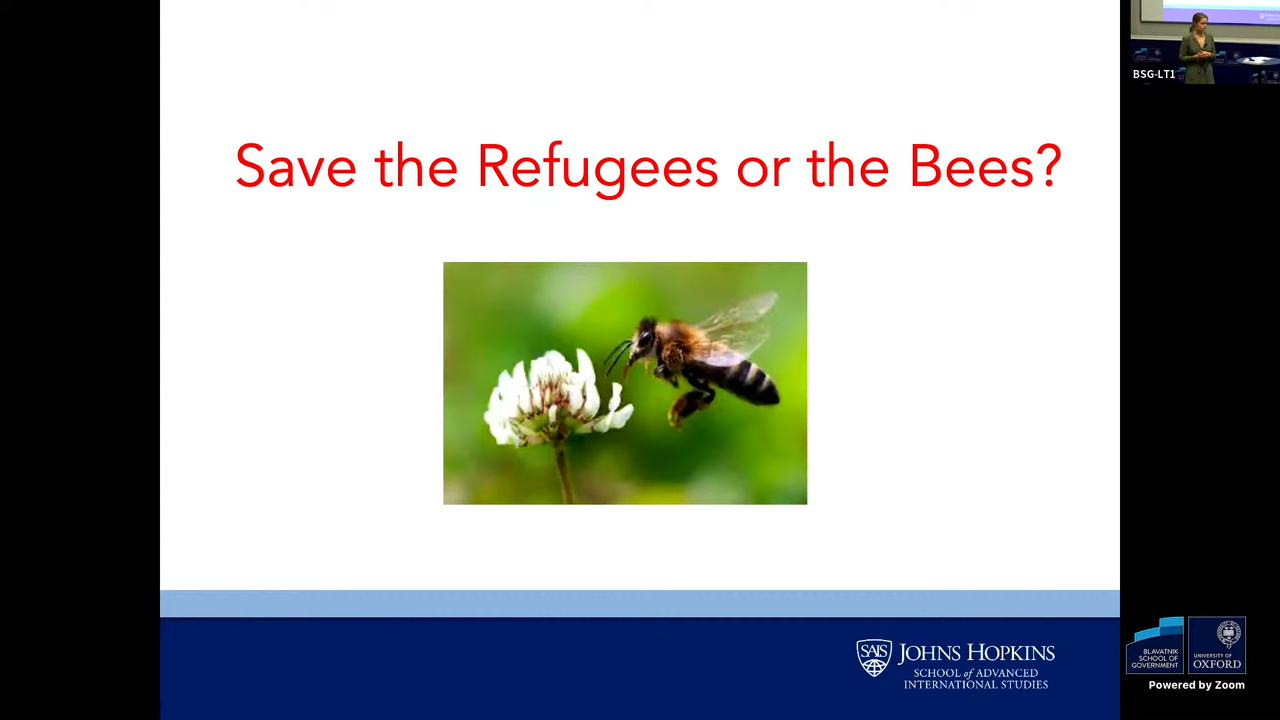 Save the Refugees or the Bees?
BSG-LT1
SAIS
JOHNS HOPKINS
SCHOOL of ADVANCED
INTERNATIONAL STUDIES
BLAVATNIK
SCHOOL OF
GOVERNMENT
UNIVERSITY OF
OXFORD
Powered by Zoom